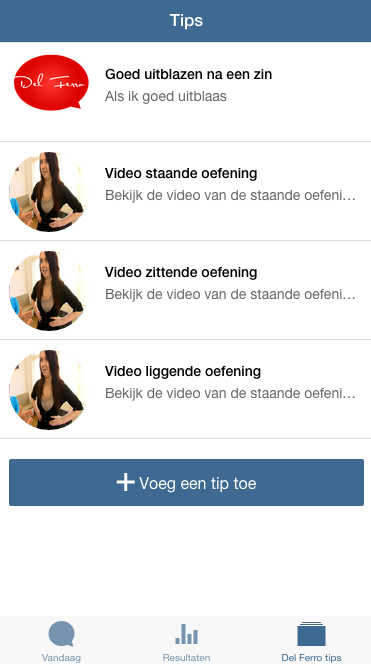 Tips
Del Ferro
Goed uitblazen na een zin
Als ik goed uitblaas
Video staande oefening
Bekijk de video van de staande oefeni...
Video zittende oefening
Bekijk de video van de staande oefeni...
Video liggende oefening
Bekijk de video van de staande oefeni...
Voeg een tip toe
Vandaag
Resultaten
Del Ferro tips